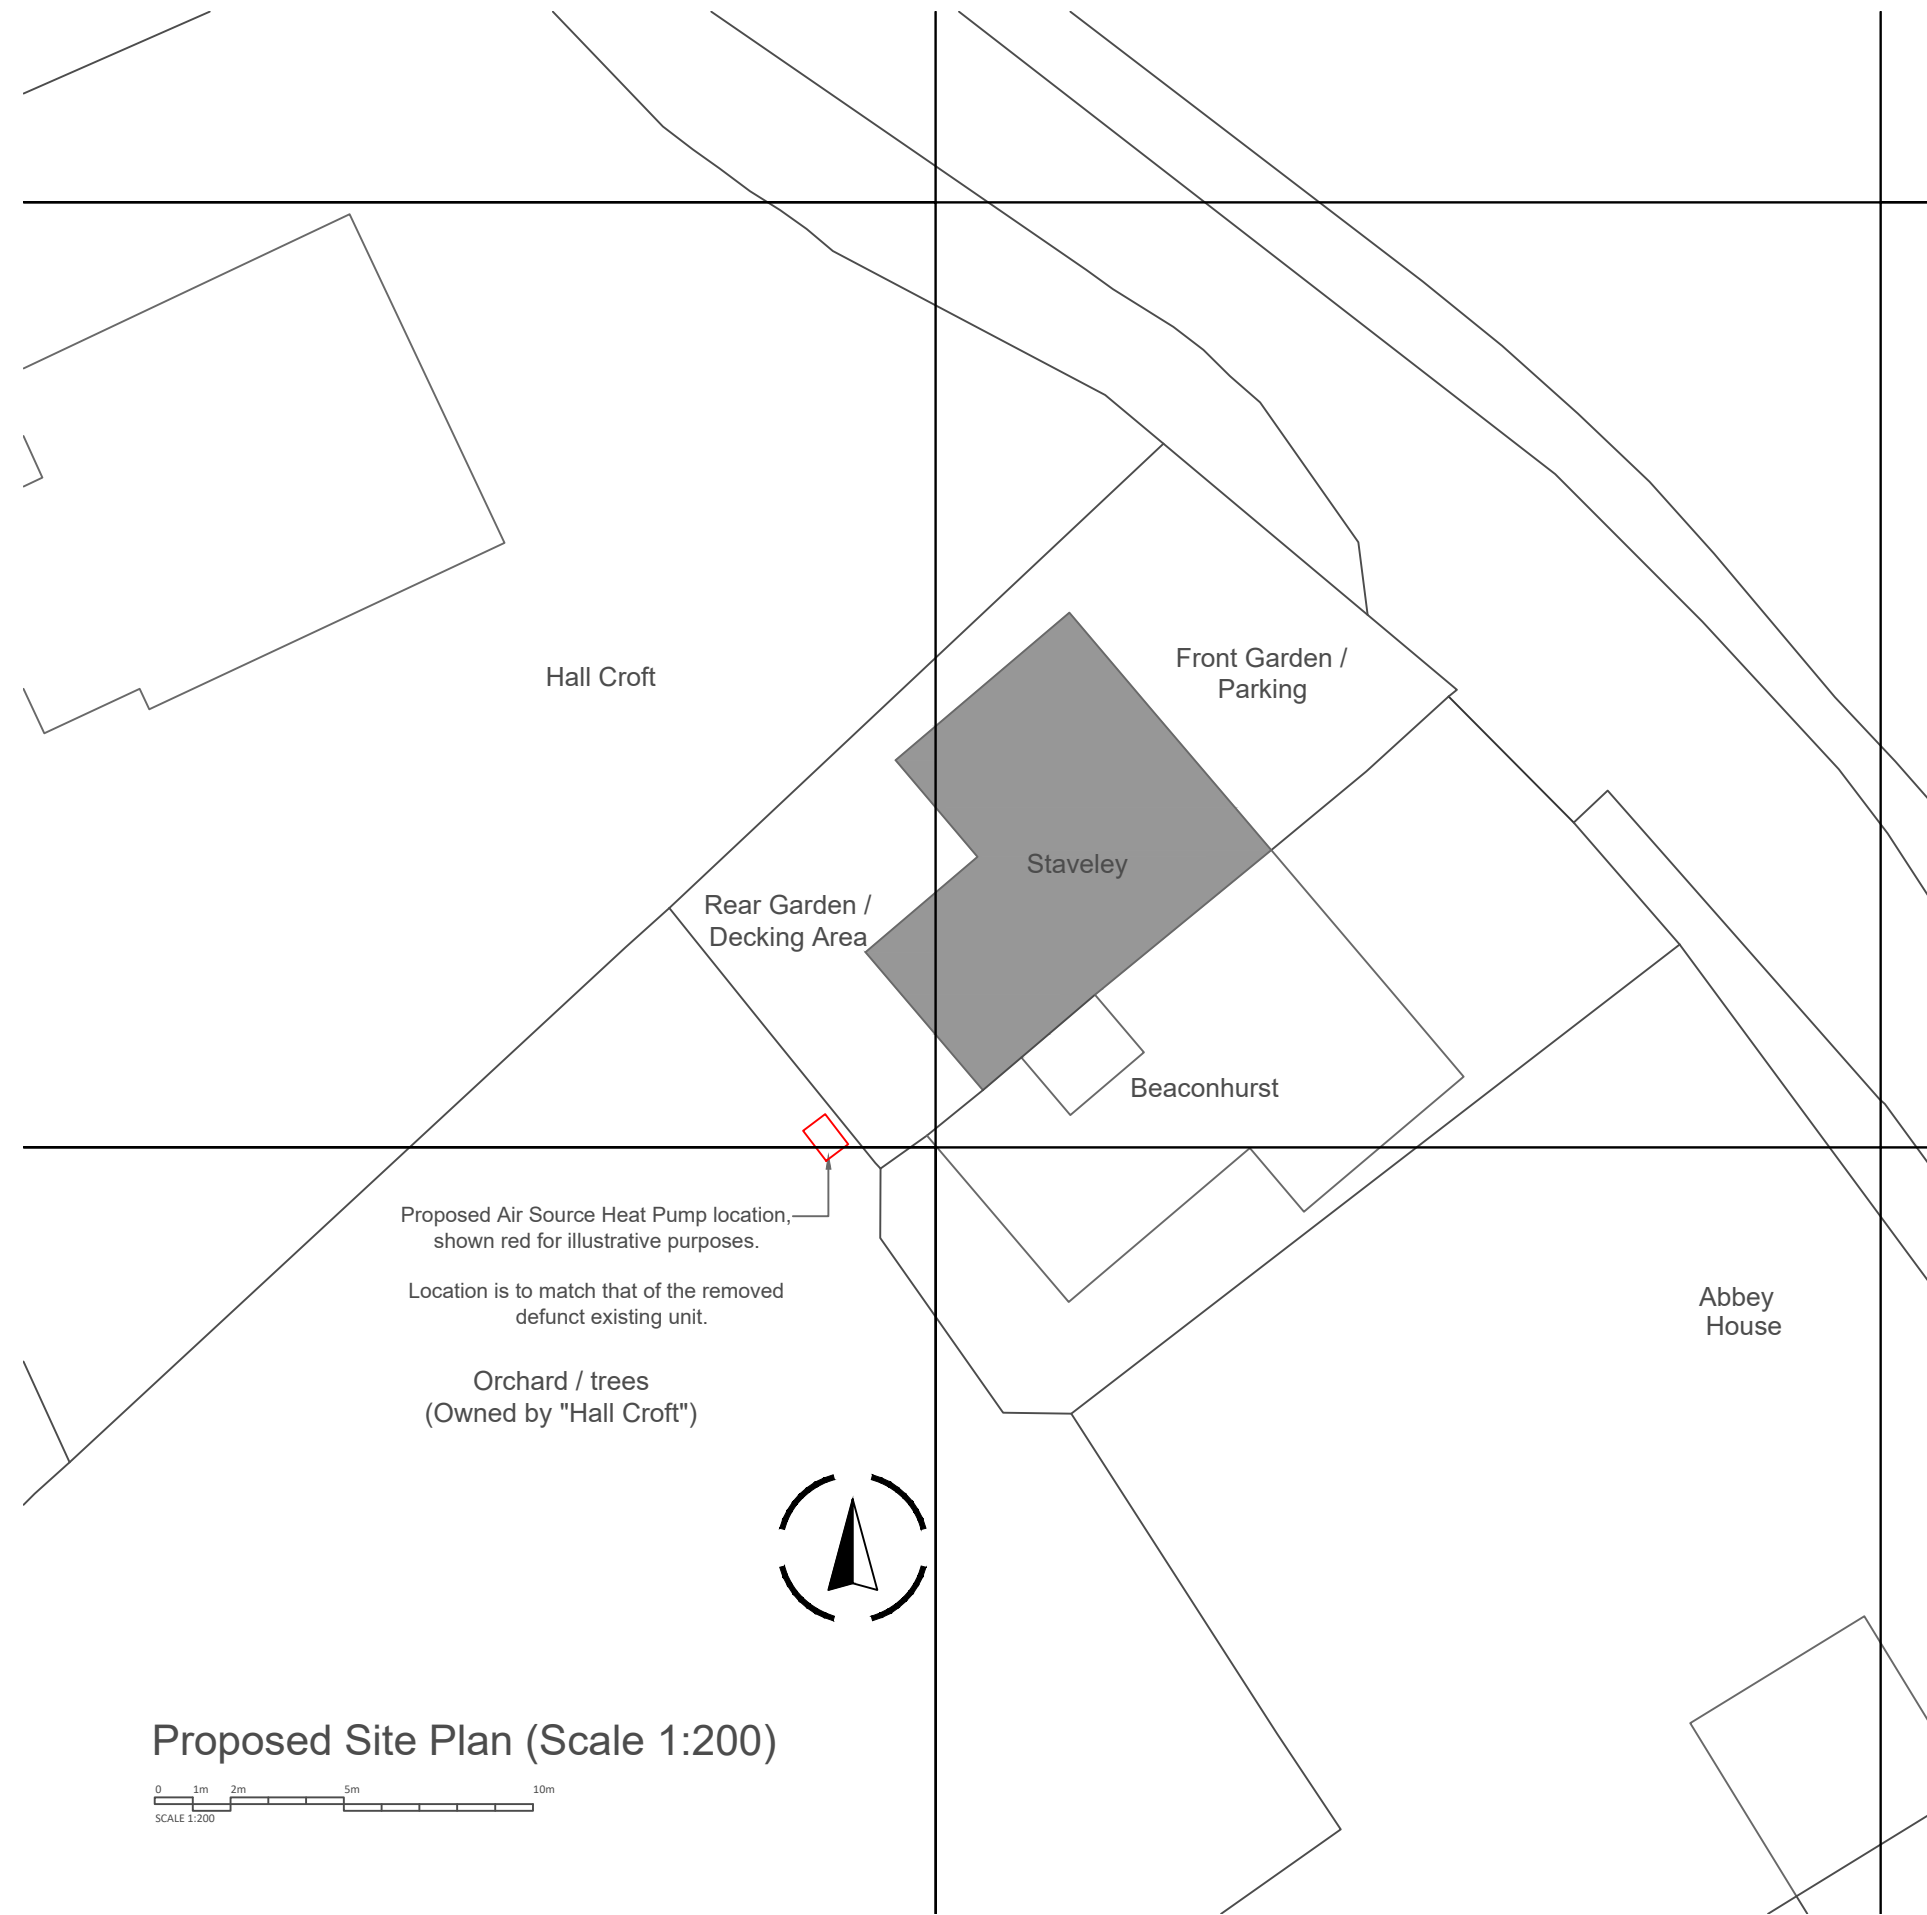 Hall Croft
Front Garden /
Parking
Staveley
Rear Garden /
Decking Area
Beaconhurst
Proposed Air Source Heat Pump location,
shown red for illustrative purposes.
Location is to match that of the removed
defunct existing unit.
Orchard / trees
(Owned by "Hall Croft")
Abbey
House
Proposed Site Plan (Scale 1:200)
0 1m 2m 5m 10m
SCALE 1:200